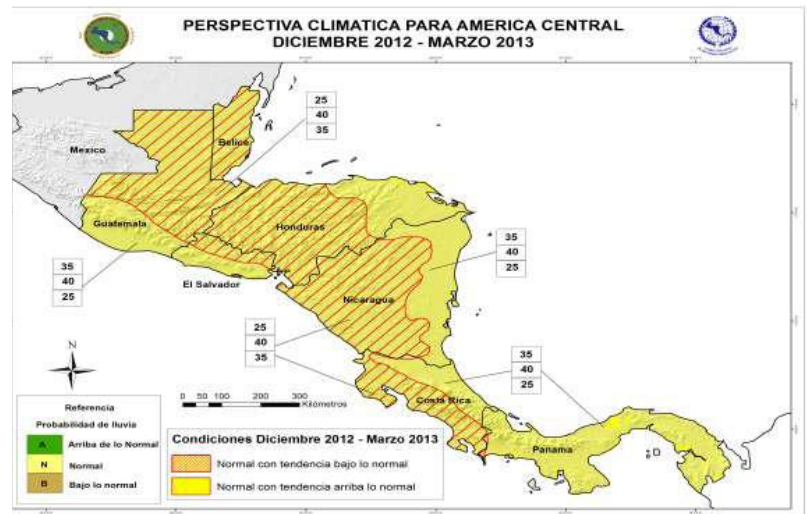 PERSPECTIVA CLIMATICA PARA AMERICA CENTRAL
DICIEMBRE 2012 - MARZO 2013
25
40
35
Belice
Mexico
Guatemala
Honduras
35
40
25
35
40
25
El Salvador
Nicaragua
25
40
35
35
40
25
N
Costa Rica
Panama
0 50 100 200 300
Kilómetros
Referencia
Probabilidad de lluvia
A Arriba de lo Normal
N Normal
B Bajo lo normal
Condiciones Diciembre 2012 - Marzo 2013
Normal con tendencia bajo lo normal
Normal con tendencia arriba lo normal